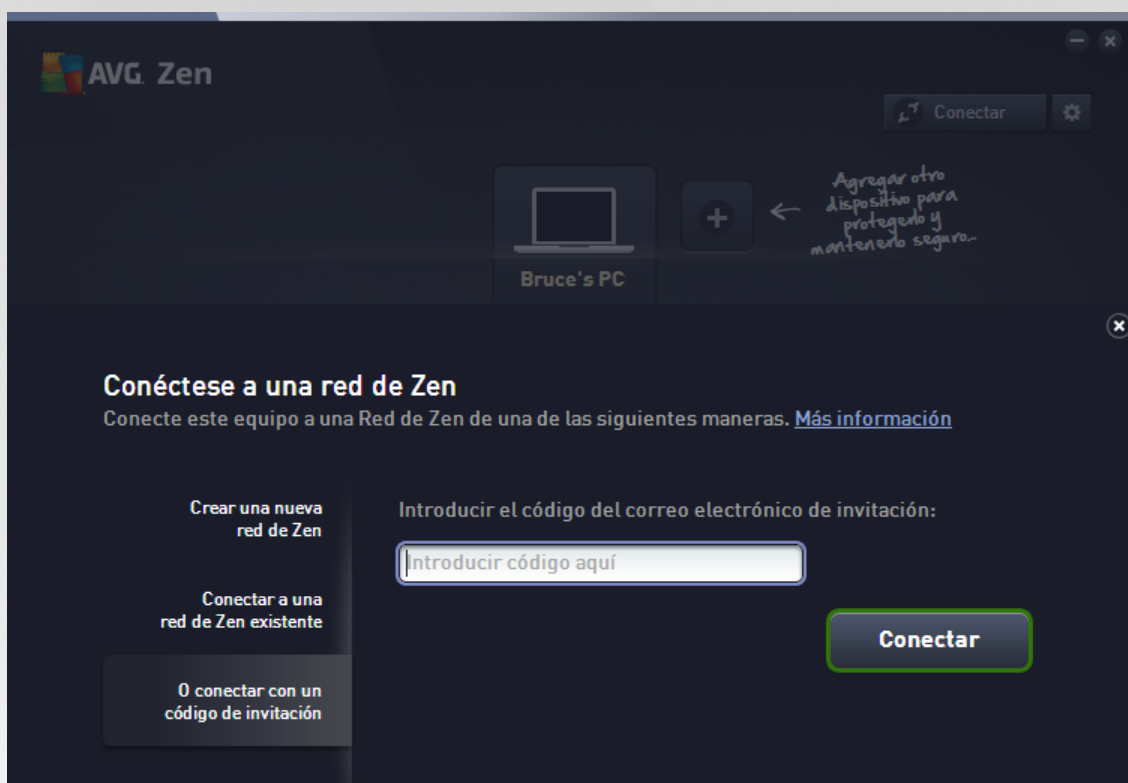 AVG. Zen
Conectar
Agregar otro
dispositivo para
protegerlo y
mantenerlo seguro...
Bruce's PC
Conéctese a una red de Zen
Conecte este equipo a una Red de Zen de una de las siguientes maneras. Más información
Crear una nueva
red de Zen
Conectar a una
red de Zen existente
O conectar con un
código de invitación
Introducir el código del correo electrónico de invitación:
Introducir código aquí
Conectar